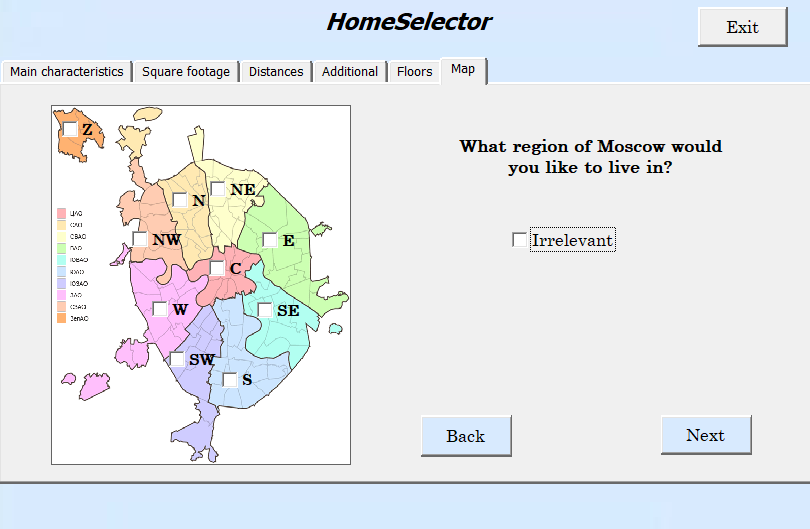 HomeSelector
Exit
Main characteristics
Square footage
Distances
Additional
Floors
Map
Z
N
NE
NW
E
C
W
SE
SW
S
ЦАО
САО
СВАО
ВАО
ЮВАО
ЮАО
ЮЗАО
ЗАО
СЗАО
ЗелАО
What region of Moscow would
you like to live in?
Irrelevant
Back
Next